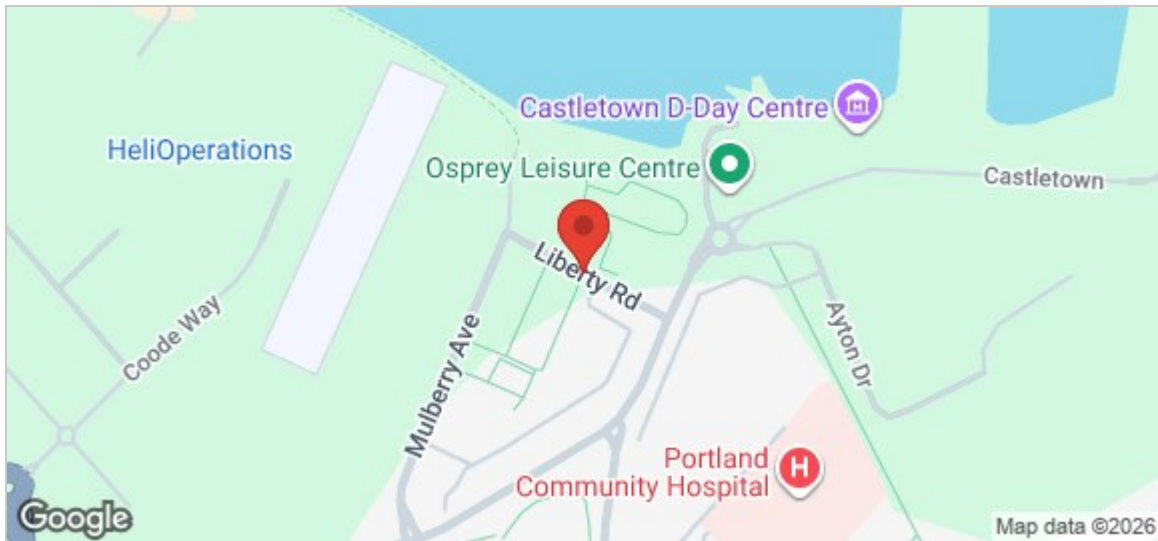 Castletown D-Day Centre
HeliOperations
Osprey Leisure Centre
Castletown
Liberty Rd
Coode Way
Mulberry Ave
Ayton Dr
Portland
Community Hospital
H
Google
Map data ©2026